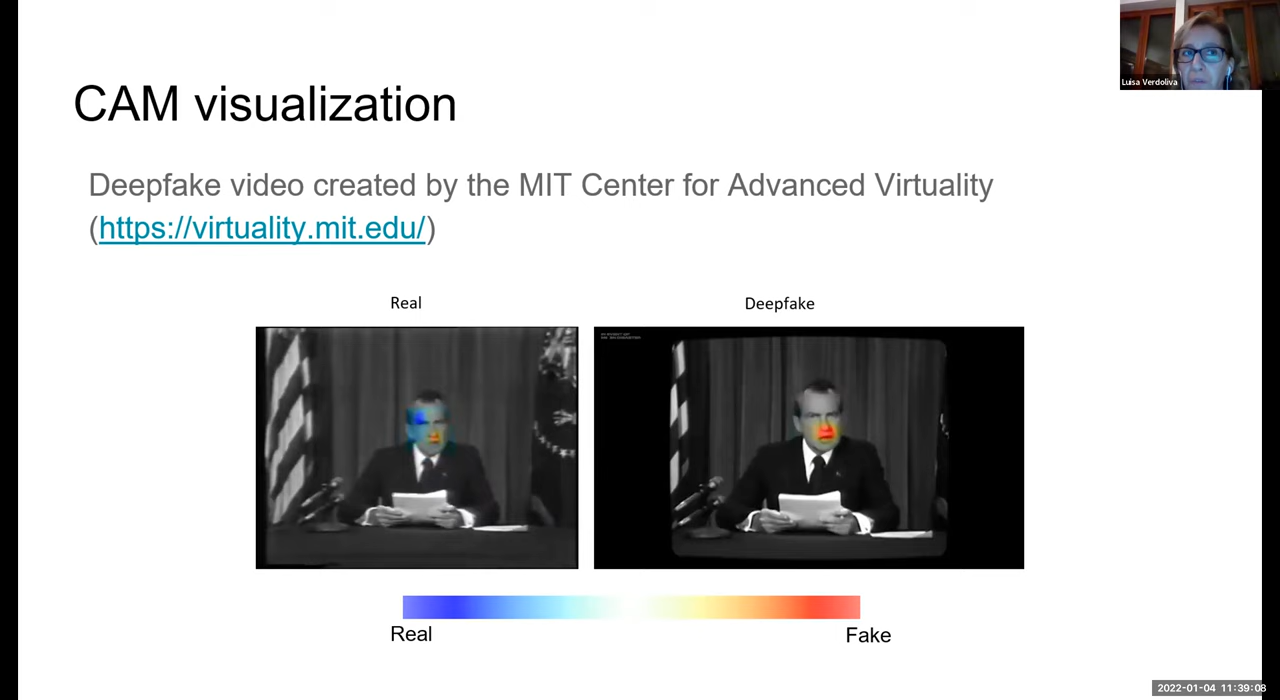 Luisa Verdoliva
CAM visualization
Deepfake video created by the MIT Center for Advanced Virtuality
(https://virtuality.mit.edu/)
Real
Deepfake
Real
Fake
2022-01-04 11:39:08